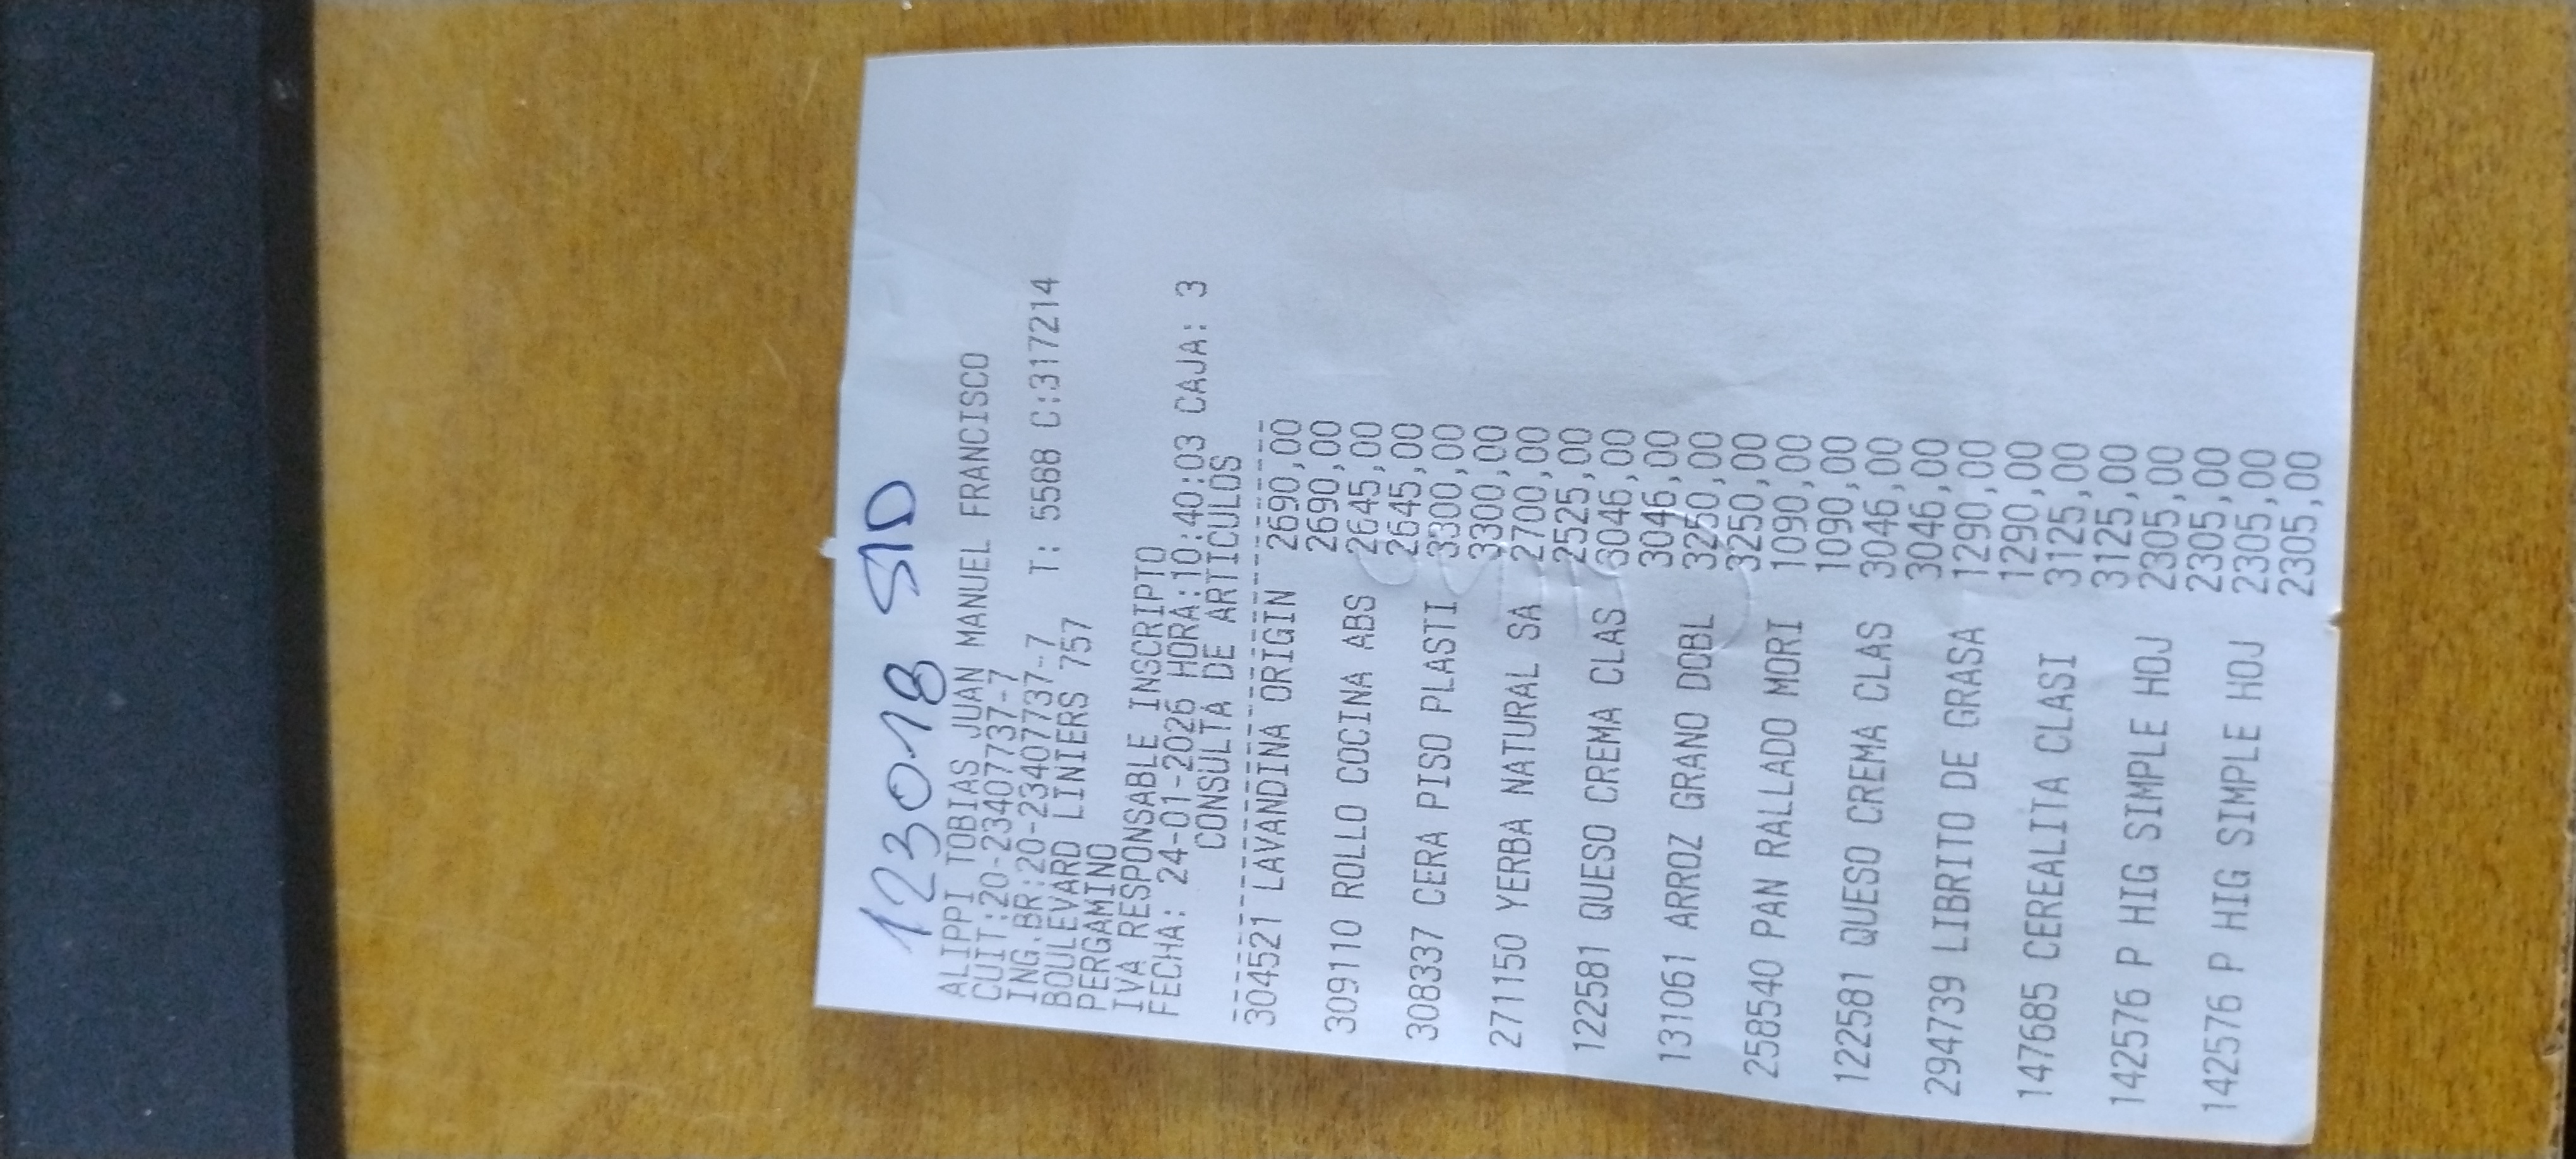 123018 SID
ALIPPI TOBIAS JUAN MANUEL FRANCISCO
CUIT:20-23407737-7
ING.BR:20-23407737-7 T: 5588 C:317214
BOULEVARD LINIERS 757
PERGAMINO
IVA RESPONSABLE INSCRIPTO
FECHA: 24-01-2026 HORA:10:40:03 CAJA: 3
CONSULTA DE ARTICULOS
304521 LAVANDINA ORIGIN 2690,00
2690,00
309110 ROLLO COCINA ABS 2645,00
2645,00
308337 CERA PISO PLASTI 3300,00
3300,00
271150 YERBA NATURAL SA 2700,00
2525,00
122581 QUESO CREMA CLAS 3046,00
3046,00
131061 ARROZ GRANO DOBL 3250,00
3250,00
258540 PAN RALLADO MORI 1090,00
1090,00
122581 QUESO CREMA CLAS 3046,00
3046,00
294739 LIBRITO DE GRASA 1290,00
1290,00
147685 CEREALITA CLASI 3125,00
3125,00
142576 P HIG SIMPLE HOJ 2305,00
2305,00
142576 P HIG SIMPLE HOJ 2305,00
2305,00